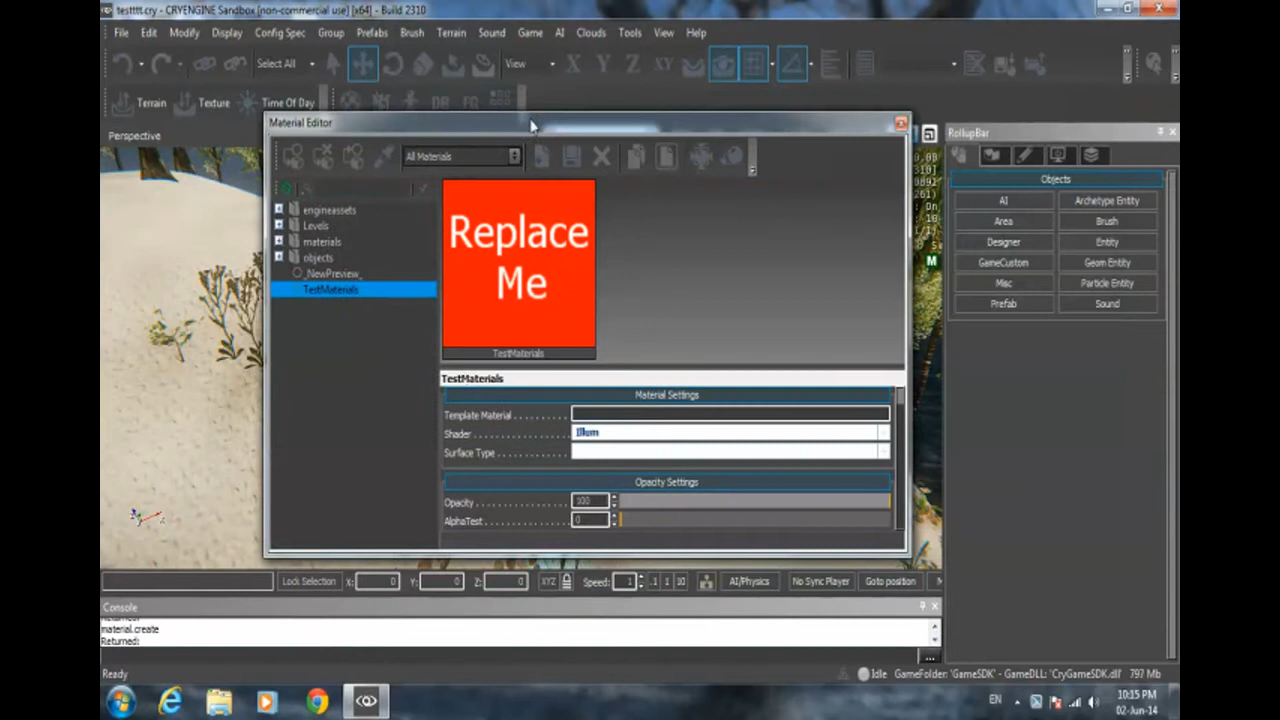 testttt.cry - CRYENGINE Sandbox [non-commercial use] [x64] - Build 2310
File Edit Modify Display Config Spec Group Prefabs Brush Terrain Sound Game AI Clouds Tools View Help
Select All View X Y Z XY
Terrain Texture Time Of Day
Perspective
Material Editor
All Materials
engineassets
Levels
materials
objects
_NewPreview_
TestMaterials
Replace
Me
TestMaterials
TestMaterials
Material Settings
Template Material
Shader Illum
Surface Type
Opacity Settings
Opacity 100
AlphaTest 0
RollupBar
Objects
AI Archetype Entity
Area Brush
Designer Entity
GameCustom Geom Entity
Misc Particle Entity
Prefab Sound
M
Lock Selection X: 0 Y: 0 Z: 0 XYZ Speed: 1 .1 1 10 AI/Physics No Sync Player Goto position
Console
material.create
Returned:
...
Ready
Idle GameFolder: 'GameSDK' - GameDLL: 'CryGameSDK.dll' 797 Mb
EN
10:15 PM
02-Jun-14